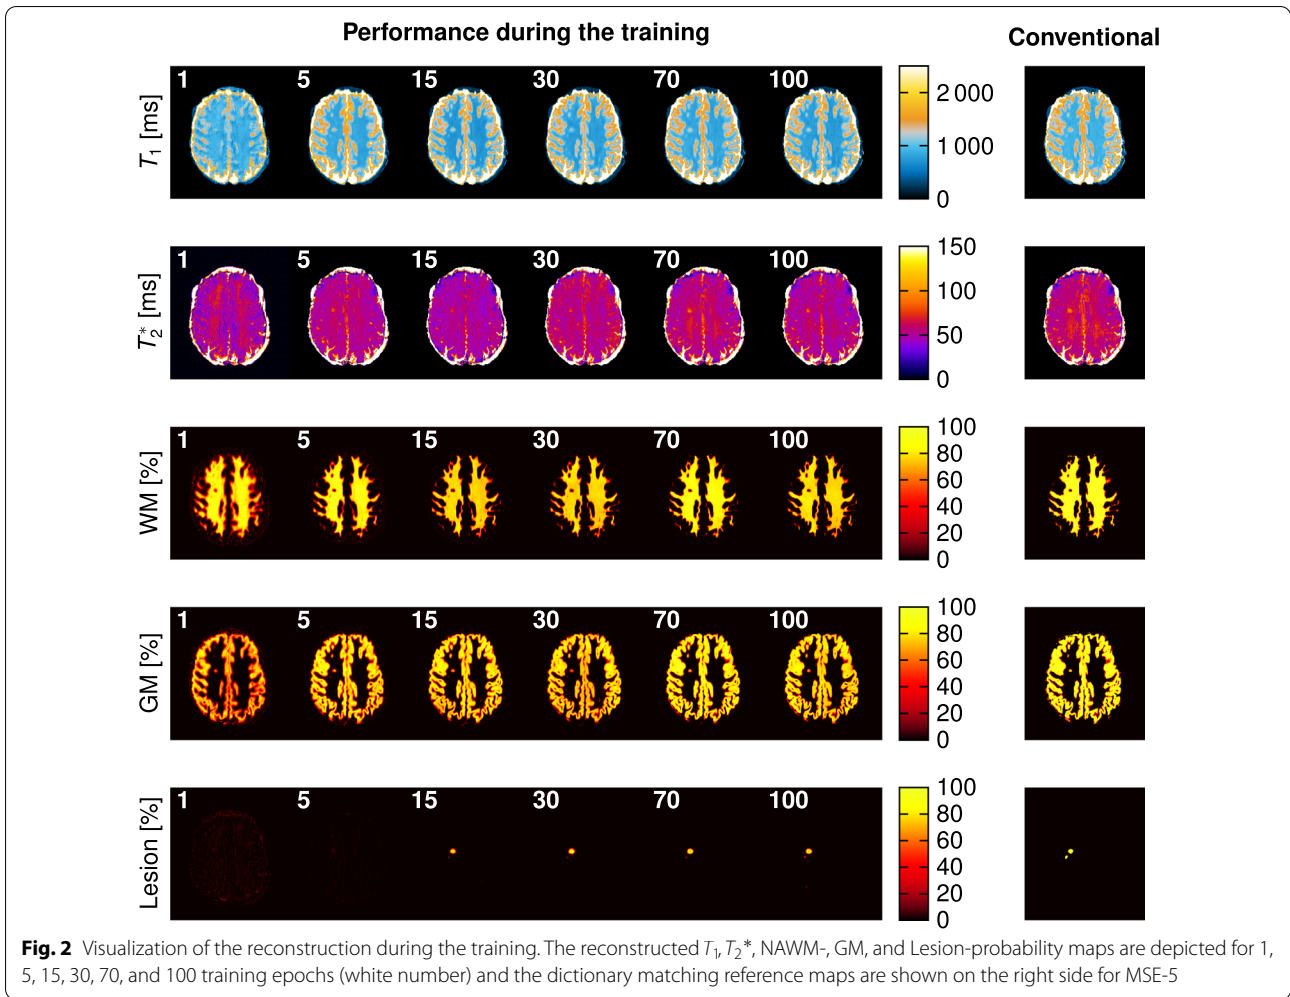 Performance during the training
Conventional
T₁ [ms]
1 5 15 30 70 100
2 000
1 000
0
T₂* [ms]
1 5 15 30 70 100
150
100
50
0
WM [%]
1 5 15 30 70 100
100
80
60
40
20
0
GM [%]
1 5 15 30 70 100
100
80
60
40
20
0
Lesion [%]
1 5 15 30 70 100
100
80
60
40
20
0
Fig. 2 Visualization of the reconstruction during the training. The reconstructed T₁, T₂*, NAWM-, GM, and Lesion-probability maps are depicted for 1,
5, 15, 30, 70, and 100 training epochs (white number) and the dictionary matching reference maps are shown on the right side for MSE-5